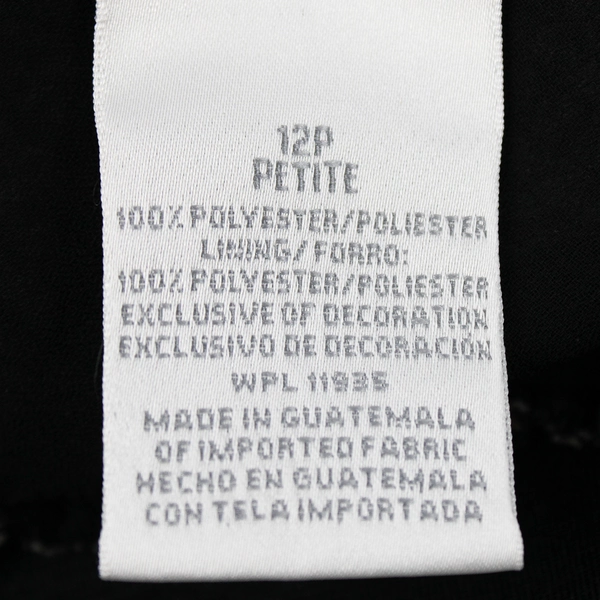 12P
PETITE
100% POLYESTER/POLIESTER
LINING/FORRO:
100% POLYESTER/POLIESTER
EXCLUSIVE OF DECORATION
EXCLUSIVO DE DECORACIÓN
WPL 11935
MADE IN GUATEMALA
OF IMPORTED FABRIC
HECHO EN GUATEMALA
CON TELA IMPORTADA